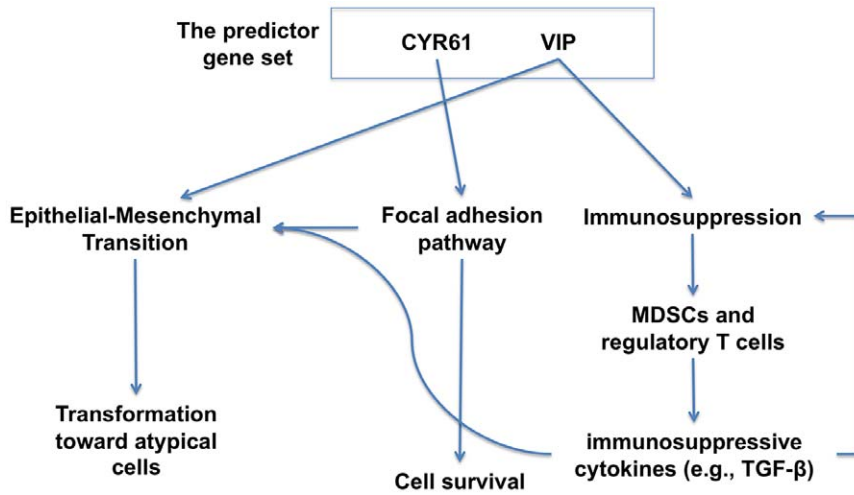 The predictor
gene set
CYR61
VIP
Epithelial-Mesenchymal
Transition
Focal adhesion
pathway
Immunosuppression
MDSCs and
regulatory T cells
Transformation
toward atypical
cells
Cell survival
immunosuppressive
cytokines (e.g., TGF-β)